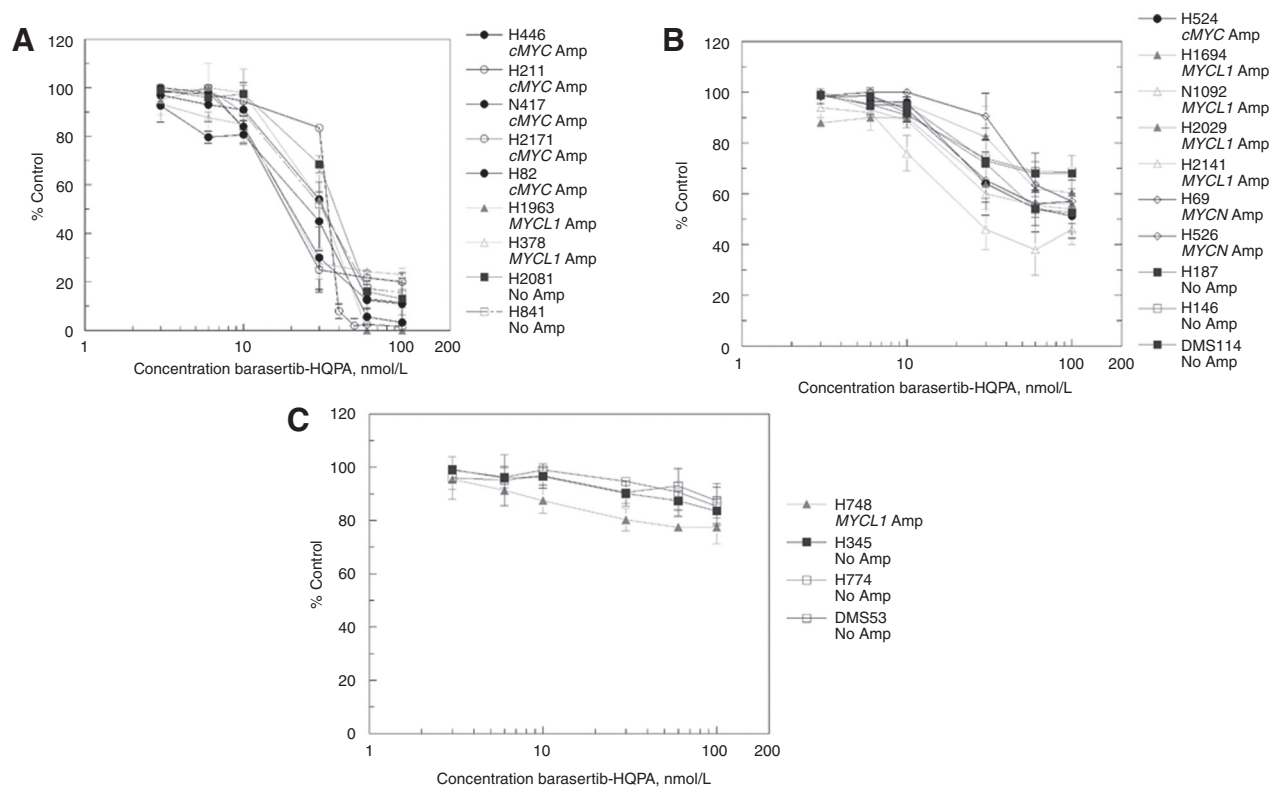 A
120
100
80
60
40
20
0
% Control
1
10
100
200
Concentration barasertib-HQPA, nmol/L
H446
cMYC Amp
H211
cMYC Amp
N417
cMYC Amp
H2171
cMYC Amp
H82
cMYC Amp
H1963
MYCL1 Amp
H378
MYCL1 Amp
H2081
No Amp
H841
No Amp
B
120
100
80
60
40
20
0
% Control
1
10
100
200
Concentration barasertib-HQPA, nmol/L
H524
cMYC Amp
H1694
MYCL1 Amp
N1092
MYCL1 Amp
H2029
MYCL1 Amp
H2141
MYCL1 Amp
H69
MYCN Amp
H526
MYCN Amp
H187
No Amp
H146
No Amp
DMS114
No Amp
C
120
100
80
60
40
20
0
% Control
1
10
100
200
Concentration barasertib-HQPA, nmol/L
H748
MYCL1 Amp
H345
No Amp
H774
No Amp
DMS53
No Amp